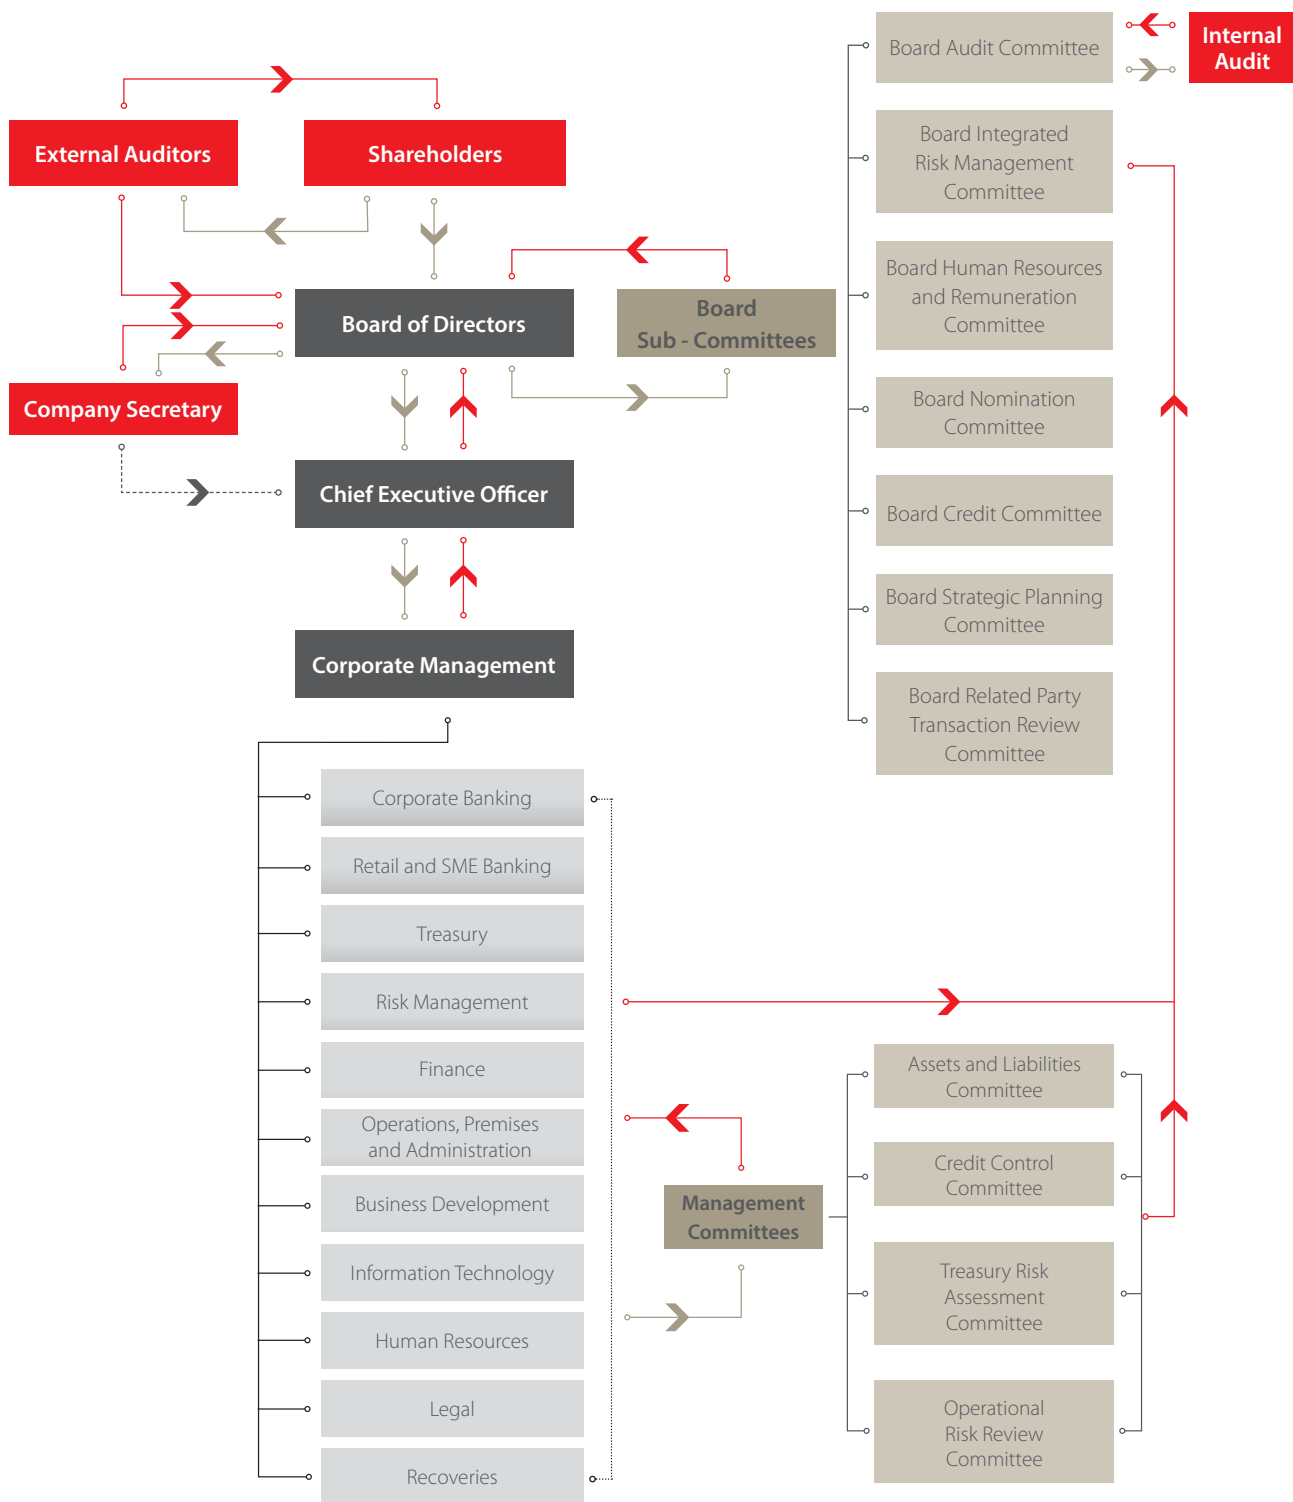 External Auditors
Shareholders
Board of Directors
Board
Sub - Committees
Company Secretary
Chief Executive Officer
Corporate Management
Board Audit Committee
Internal
Audit
Board Integrated
Risk Management
Committee
Board Human Resources
and Remuneration
Committee
Board Nomination
Committee
Board Credit Committee
Board Strategic Planning
Committee
Board Related Party
Transaction Review
Committee
Corporate Banking
Retail and SME Banking
Treasury
Risk Management
Finance
Operations, Premises
and Administration
Business Development
Information Technology
Human Resources
Legal
Recoveries
Management
Committees
Assets and Liabilities
Committee
Credit Control
Committee
Treasury Risk
Assessment
Committee
Operational
Risk Review
Committee